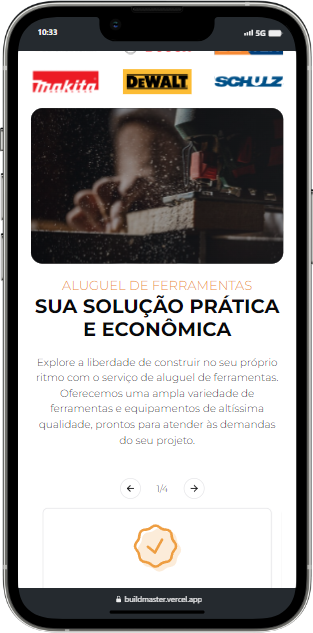 10:33
5G
makita
DEWALT
SCHULZ
ALUGUEL DE FERRAMENTAS
SUA SOLUÇÃO PRÁTICA
E ECONÔMICA
Explore a liberdade de construir no seu próprio
ritmo com o serviço de aluguel de ferramentas.
Oferecemos uma ampla variedade de
ferramentas e equipamentos de altíssima
qualidade, prontos para atender às demandas
do seu projeto.
1/4
buildmaster.vercel.app